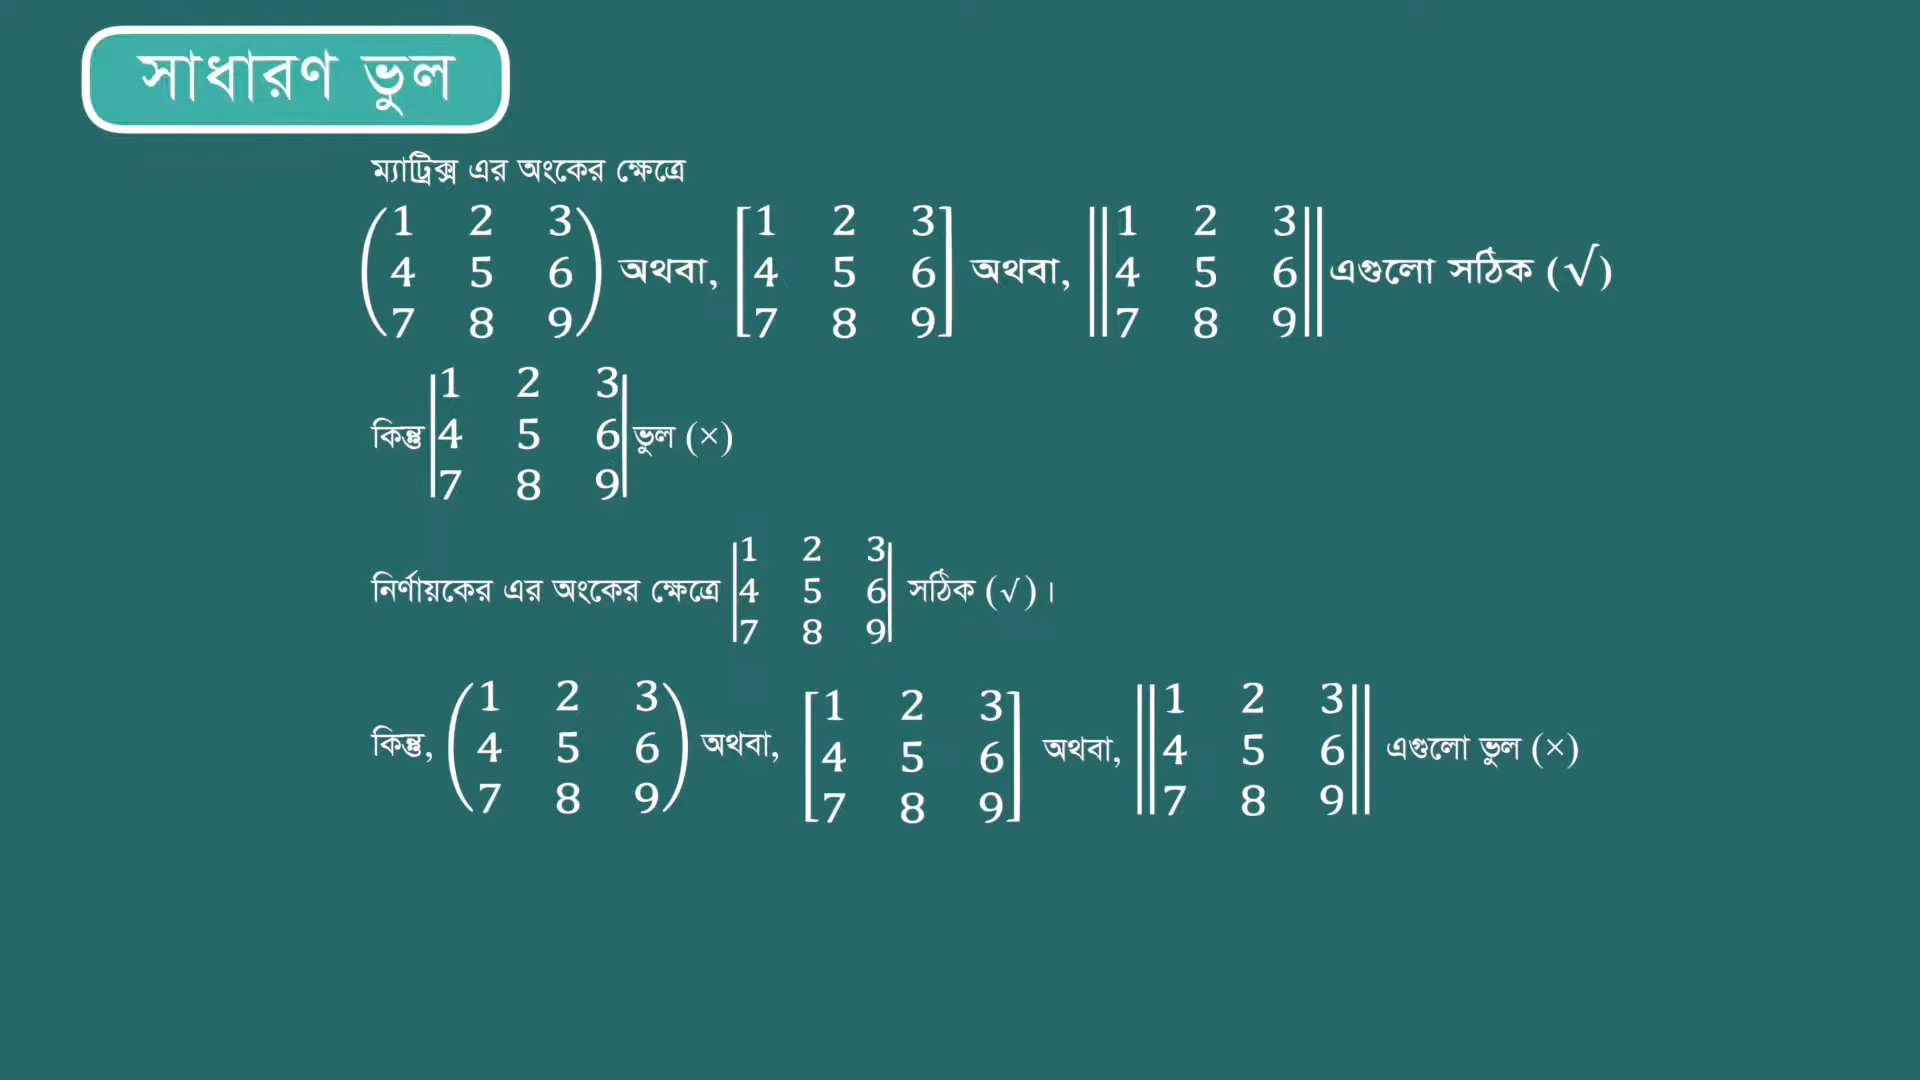 সাধারণ ভুল
ম্যাট্রিক্স এর অংকের ক্ষেত্রে
(1 2 3
4 5 6
7 8 9) অথবা, [1 2 3
4 5 6
7 8 9] অথবা, ‖1 2 3
4 5 6
7 8 9‖ এগুলো সঠিক (√)
কিন্তু |1 2 3
4 5 6
7 8 9| ভুল (×)
নির্ণায়কের এর অংকের ক্ষেত্রে |1 2 3
4 5 6
7 8 9| সঠিক (√)।
কিন্তু, (1 2 3
4 5 6
7 8 9) অথবা, [1 2 3
4 5 6
7 8 9] অথবা, ‖1 2 3
4 5 6
7 8 9‖ এগুলো ভুল (×)